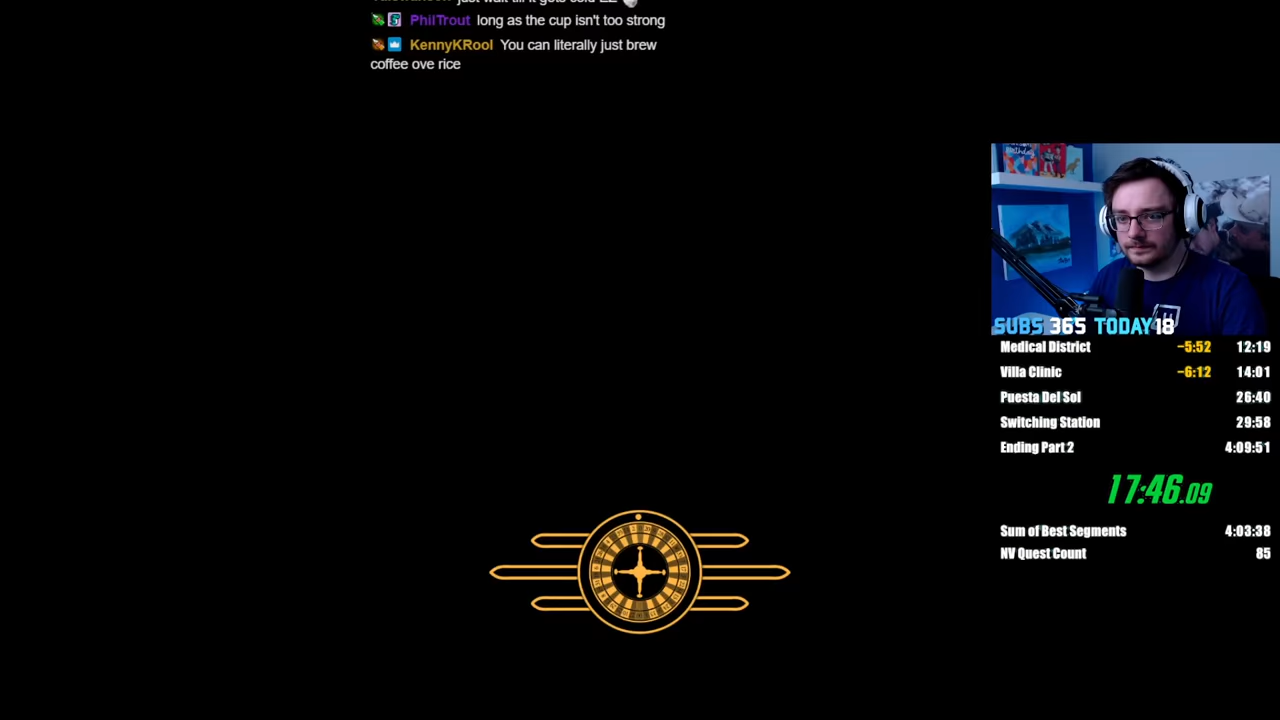 PhilTrout long as the cup isn't too strong
KennyKRool You can literally just brew
coffee ove rice
SUBS 365 TODAY 18
Medical District -5:52 12:19
Villa Clinic -6:12 14:01
Puesta Del Sol 26:40
Switching Station 29:58
Ending Part 2 4:09:51
17:46.09
Sum of Best Segments 4:03:38
NV Quest Count 85